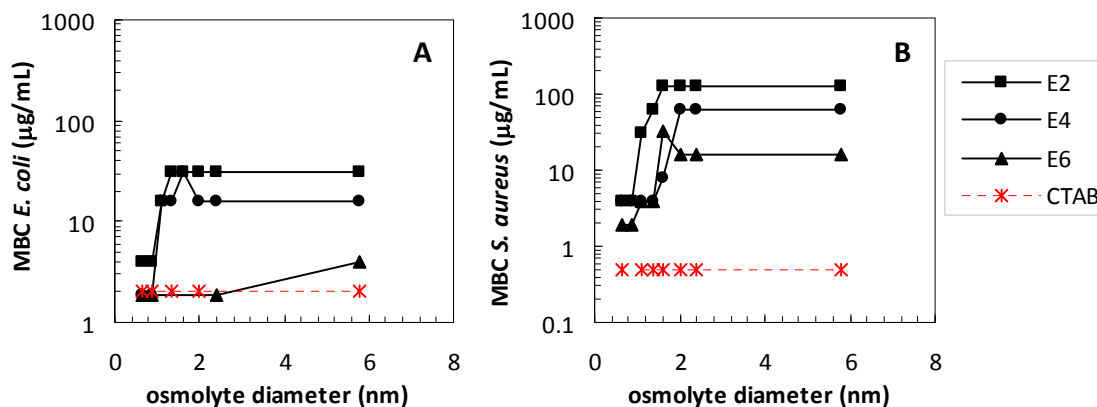 1000
100
10
1
MBC E. coli (μg/mL)
A
0 2 4 6 8
osmolyte diameter (nm)
1000
100
10
1
0.1
MBC S. aureus (μg/mL)
B
0 2 4 6 8
osmolyte diameter (nm)
E2
E4
E6
CTAB